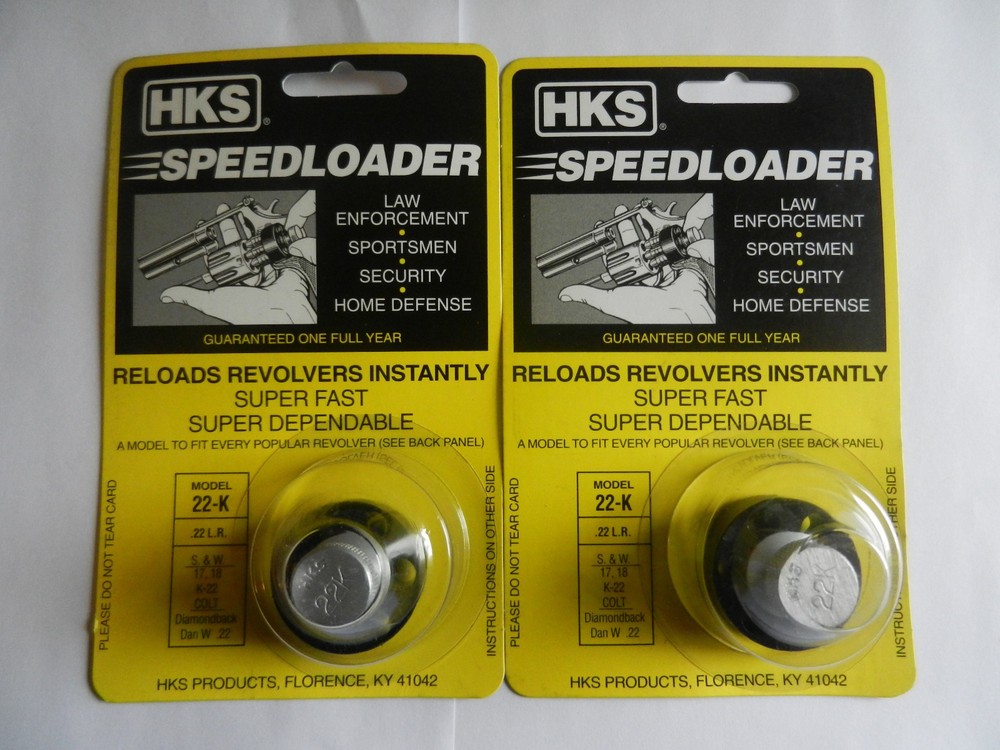 HKS®
SPEEDLOADER
LAW
ENFORCEMENT
•
SPORTSMEN
•
SECURITY
•
HOME DEFENSE
GUARANTEED ONE FULL YEAR
RELOADS REVOLVERS INSTANTLY
SUPER FAST
SUPER DEPENDABLE
A MODEL TO FIT EVERY POPULAR REVOLVER (SEE BACK PANEL)
PLEASE DO NOT TEAR CARD
MODEL
22-K
.22 L.R.
S. & W
17, 18
K-22
COLT
Diamondback
Dan W .22
HKS
22K
INSTRUCTIONS ON OTHER SIDE
HKS PRODUCTS, FLORENCE, KY 41042
HKS®
SPEEDLOADER
LAW
ENFORCEMENT
•
SPORTSMEN
•
SECURITY
•
HOME DEFENSE
GUARANTEED ONE FULL YEAR
RELOADS REVOLVERS INSTANTLY
SUPER FAST
SUPER DEPENDABLE
A MODEL TO FIT EVERY POPULAR REVOLVER (SEE BACK PANEL)
PLEASE DO NOT TEAR CARD
MODEL
22-K
.22 L.R.
S. & W
17, 18
K-22
COLT
Diamondback
Dan W .22
HKS
22K
HER SIDE
HKS PRODUCTS, FLORENCE, KY 41042